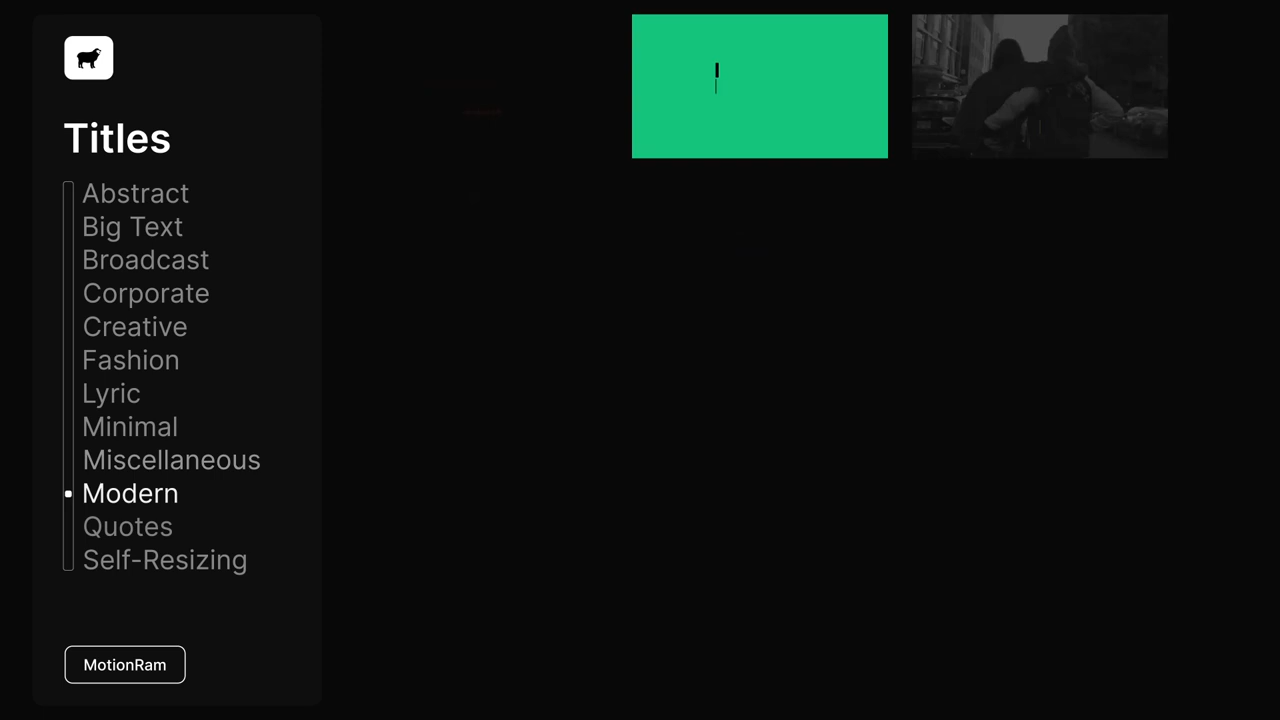 Titles
Abstract
Big Text
Broadcast
Corporate
Creative
Fashion
Lyric
Minimal
Miscellaneous
Modern
Quotes
Self-Resizing
MotionRam